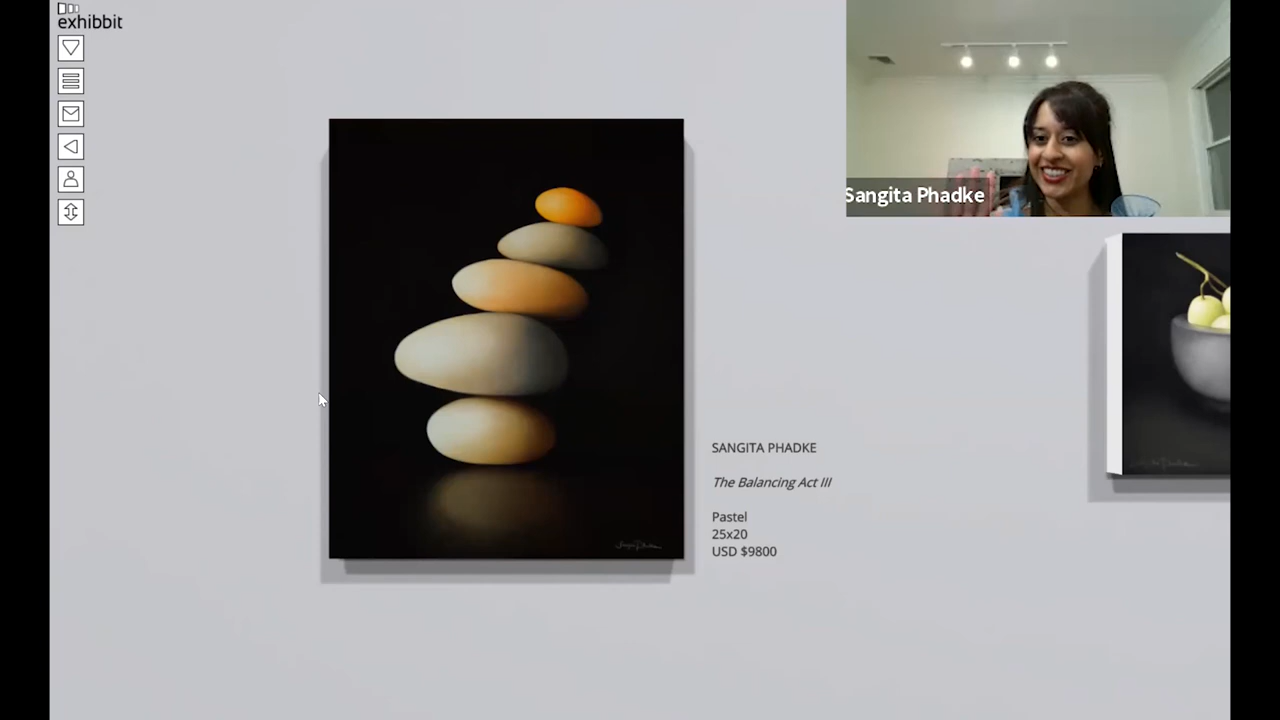 exhibbit
Sangita Phadke
SANGITA PHADKE
The Balancing Act III
Pastel
25x20
USD $9800